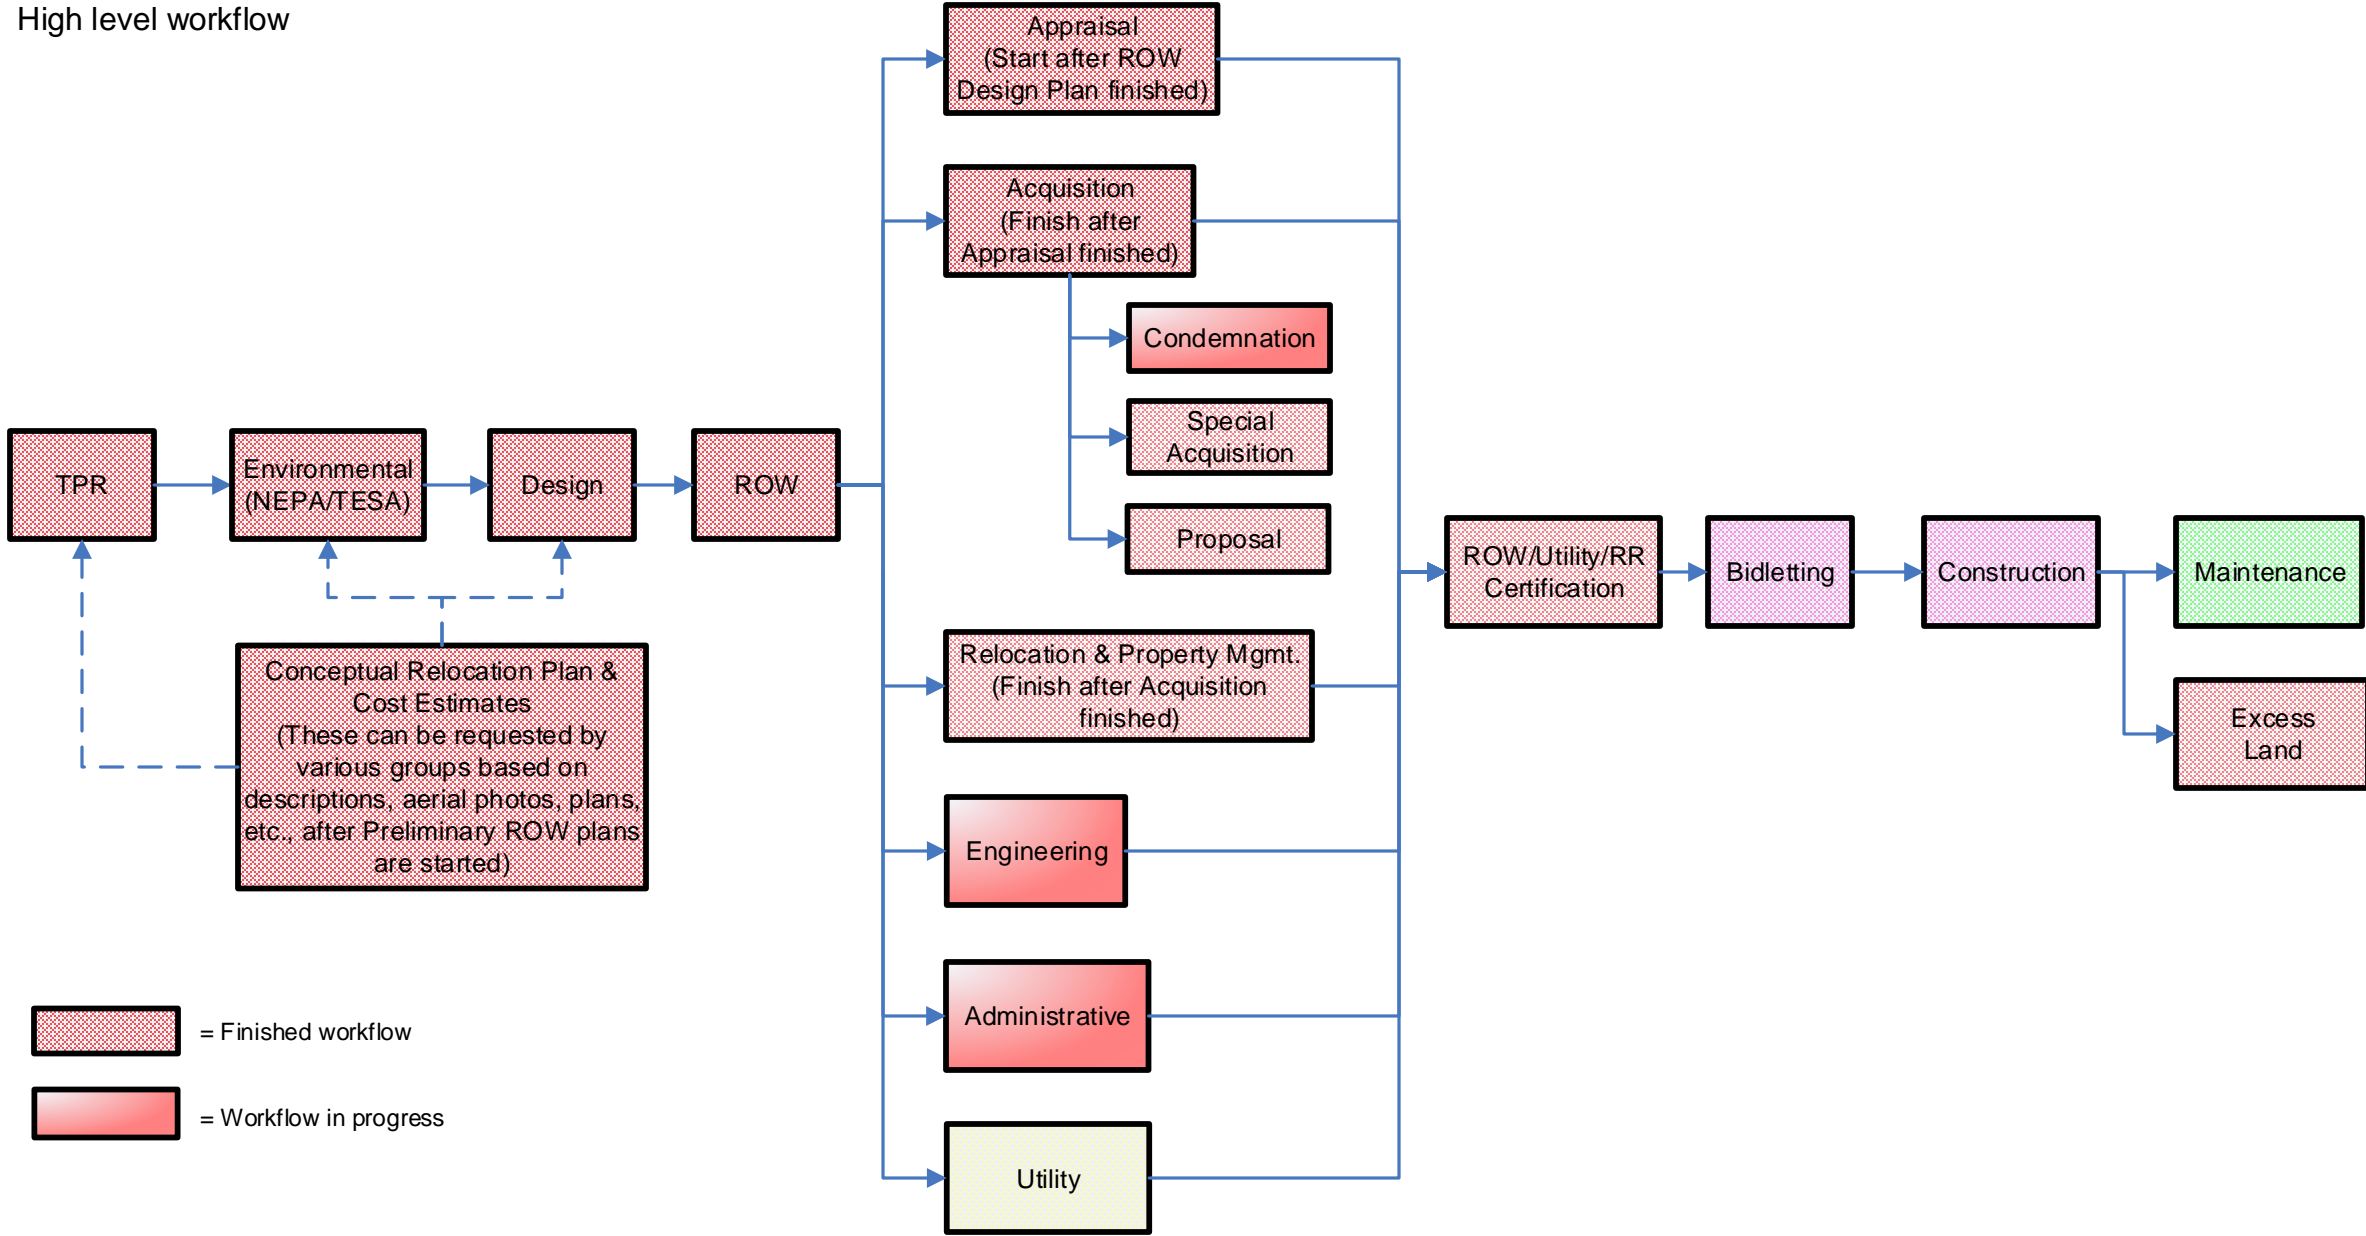 High level workflow
Appraisal
(Start after ROW
Design Plan finished)
Acquisition
(Finish after
Appraisal finished)
Condemnation
Special
Acquisition
Proposal
TPR
Environmental
(NEPA/TESA)
Design
ROW
Conceptual Relocation Plan &
Cost Estimates
(These can be requested by
various groups based on
descriptions, aerial photos, plans,
etc., after Preliminary ROW plans
are started)
Relocation & Property Mgmt.
(Finish after Acquisition
finished)
Engineering
Administrative
Utility
ROW/Utility/RR
Certification
Bidletting
Construction
Maintenance
Excess
Land
= Finished workflow
= Workflow in progress